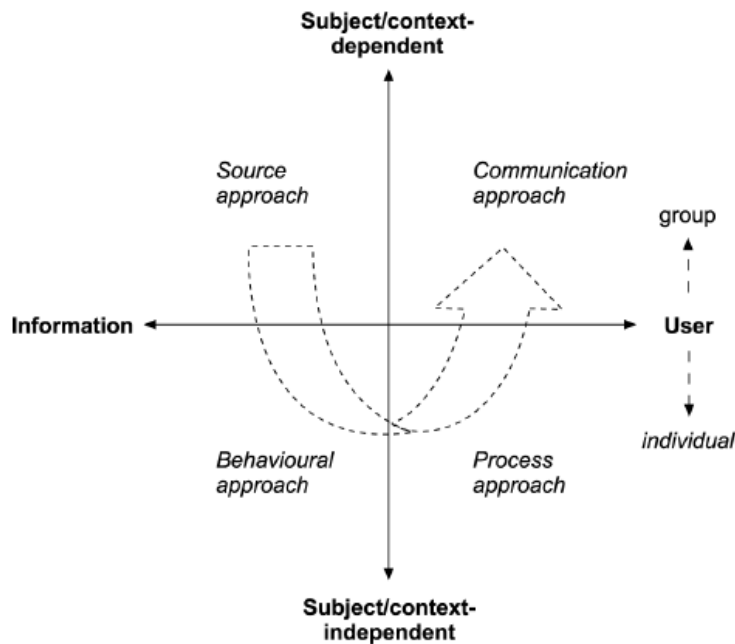 Subject/context-
dependent
Source
approach
Communication
approach
group
Information
User
individual
Behavioural
approach
Process
approach
Subject/context-
independent